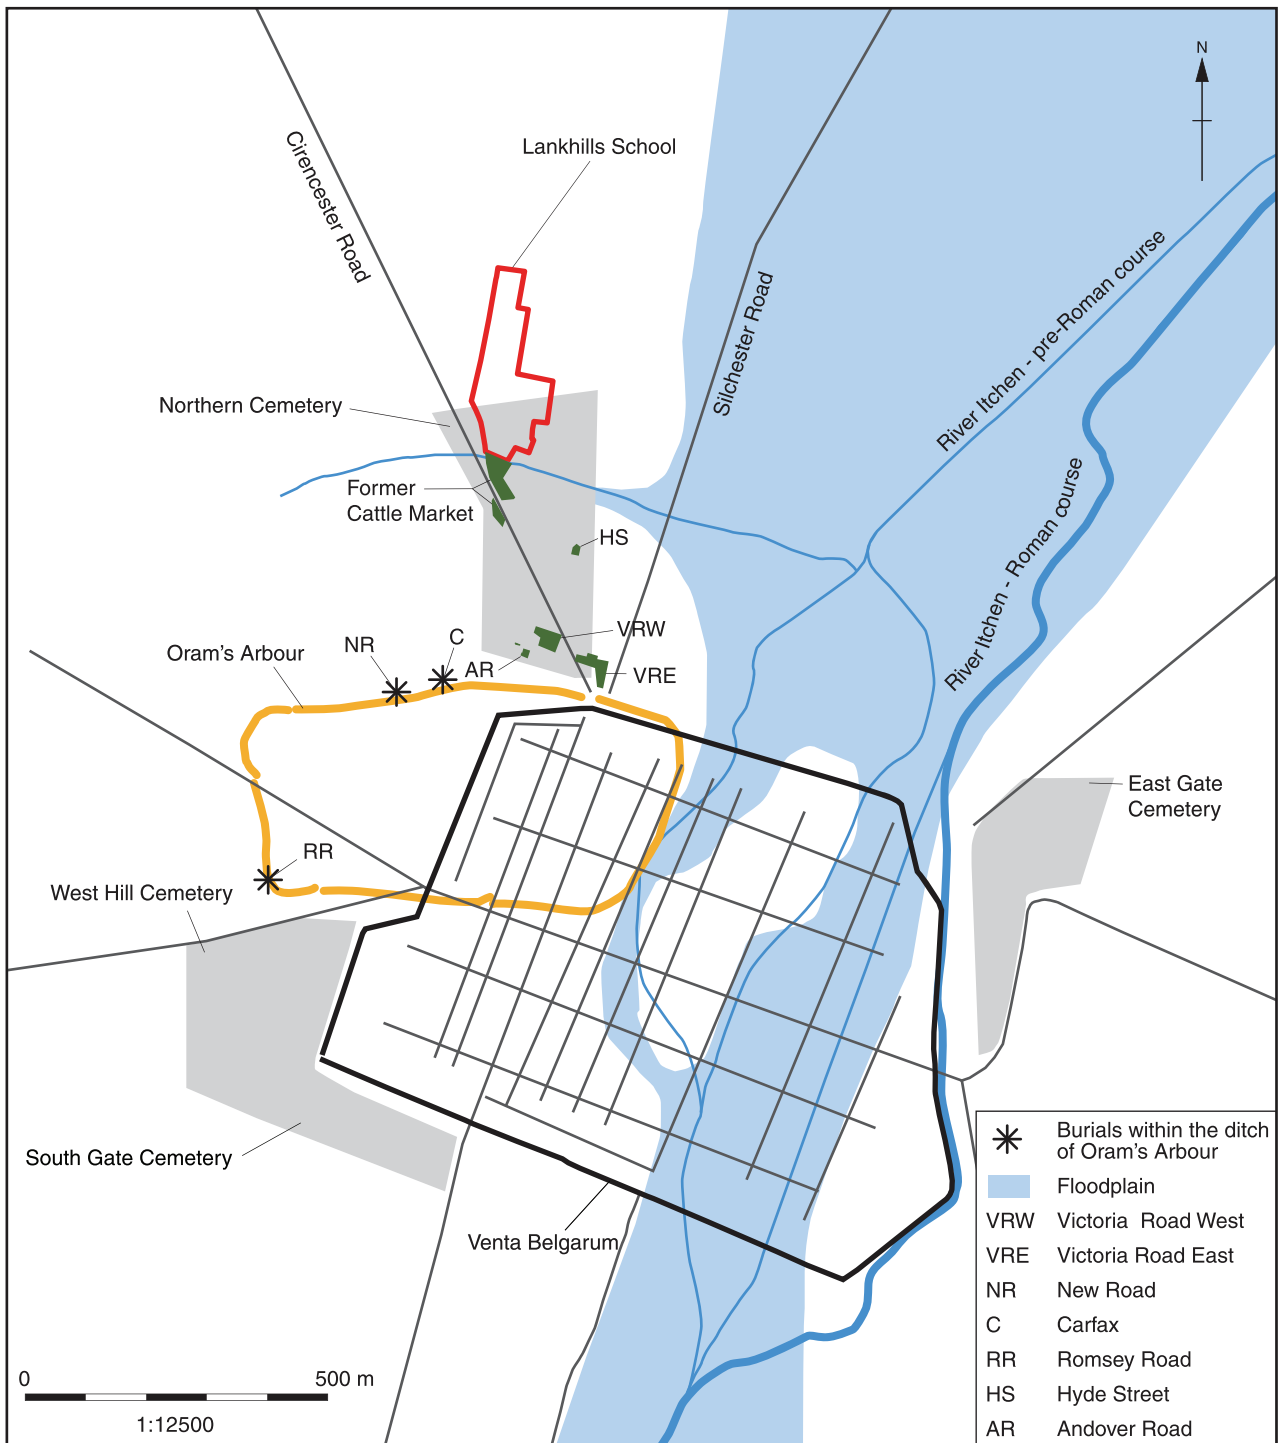 N
Lankhills School
Cirencester Road
Silchester Road
River Itchen - pre-Roman course
Northern Cemetery
River Itchen - Roman course
Former
Cattle Market
HS
VRW
C
NR
Oram's Arbour
AR
VRE
East Gate
Cemetery
RR
West Hill Cemetery
South Gate Cemetery
Venta Belgarum
Burials within the ditch
of Oram's Arbour
Floodplain
VRW Victoria Road West
VRE Victoria Road East
NR New Road
C Carfax
RR Romsey Road
HS Hyde Street
AR Andover Road
0 500 m
1:12500